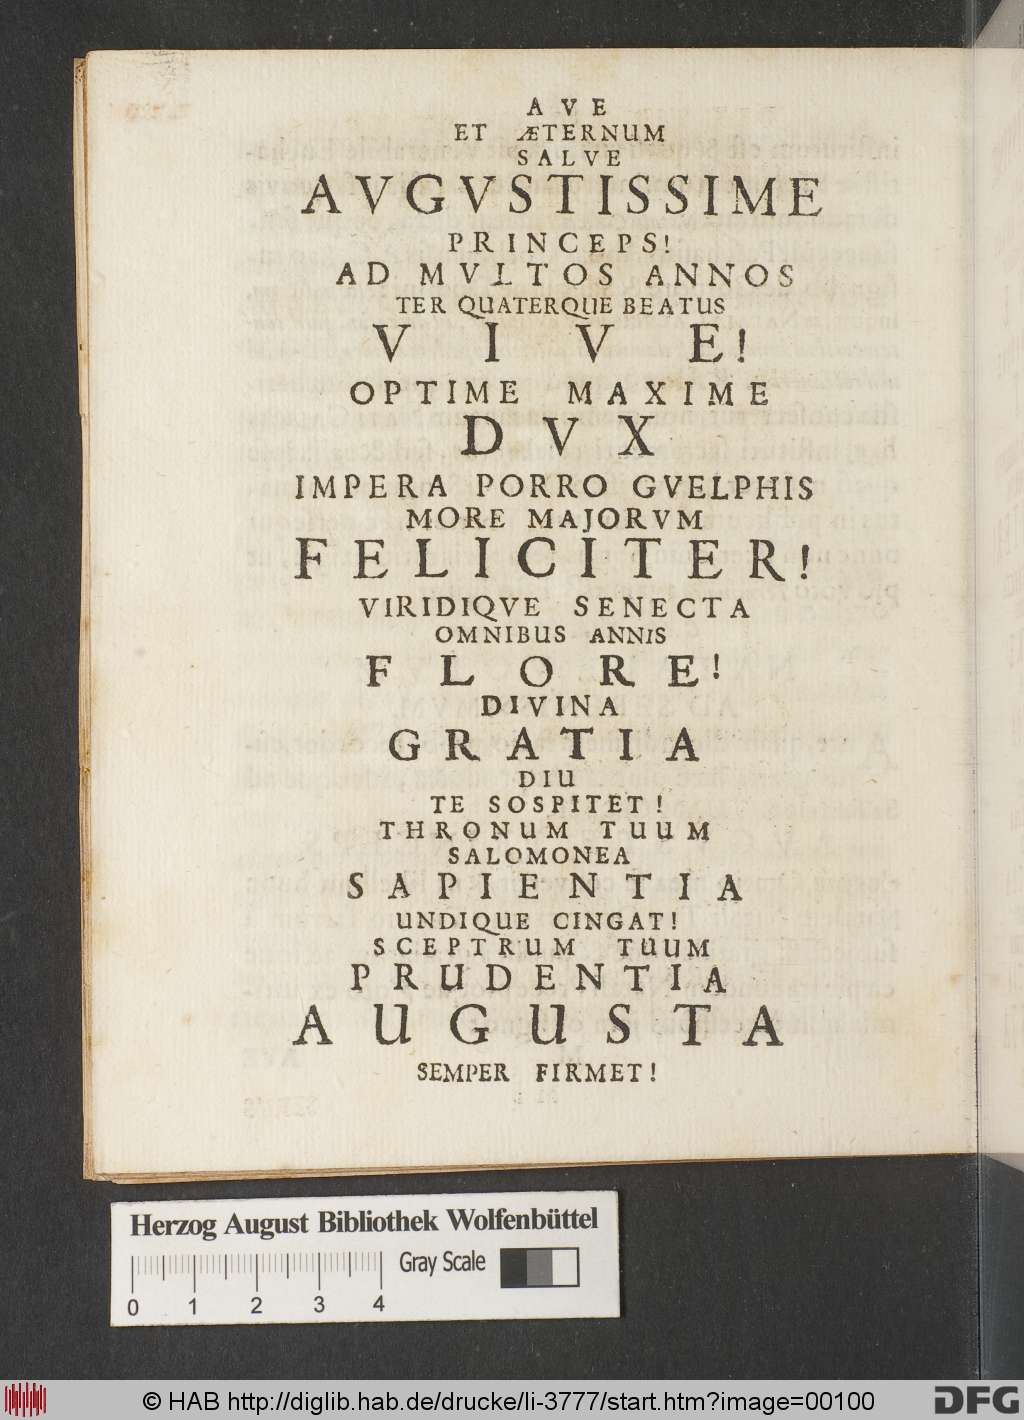 AVE
ET ÆTERNUM
SALVE
AVGVSTISSIME
PRINCEPS!
AD MVLTOS ANNOS
TER QUATERQUE BEATUS
VIVE!
OPTIME MAXIME
DVX
IMPERA PORRO GVELPHIS
MORE MAJORVM
FELICITER!
VIRIDIQVE SENECTA
OMNIBUS ANNIS
FLORE!
DIVINA
GRATIA
DIU
TE SOSPITET!
THRONUM TUUM
SALOMONEA
SAPIENTIA
UNDIQUE CINGAT!
SCEPTRUM TUUM
PRUDENTIA
AUGUSTA
SEMPER FIRMET!
Herzog August Bibliothek Wolfenbüttel
Gray Scale
0 1 2 3 4
© HAB http://diglib.hab.de/drucke/li-3777/start.htm?image=00100
DFG